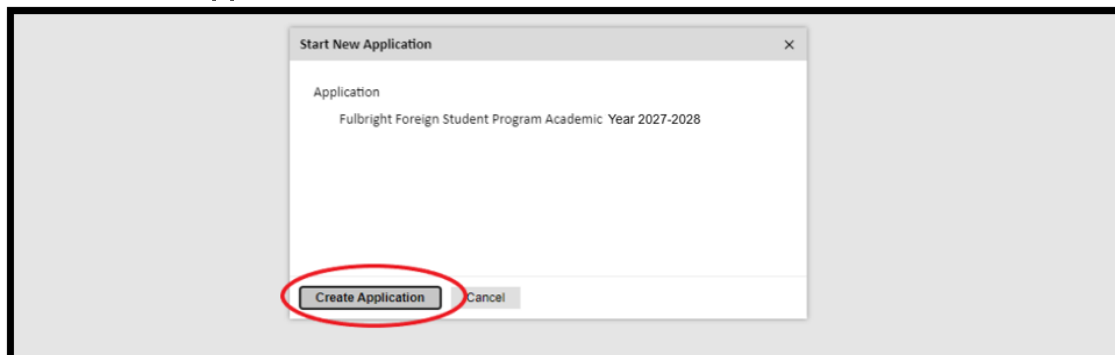 Start New Application ×
Application
Fulbright Foreign Student Program Academic Year 2027-2028
Create Application Cancel